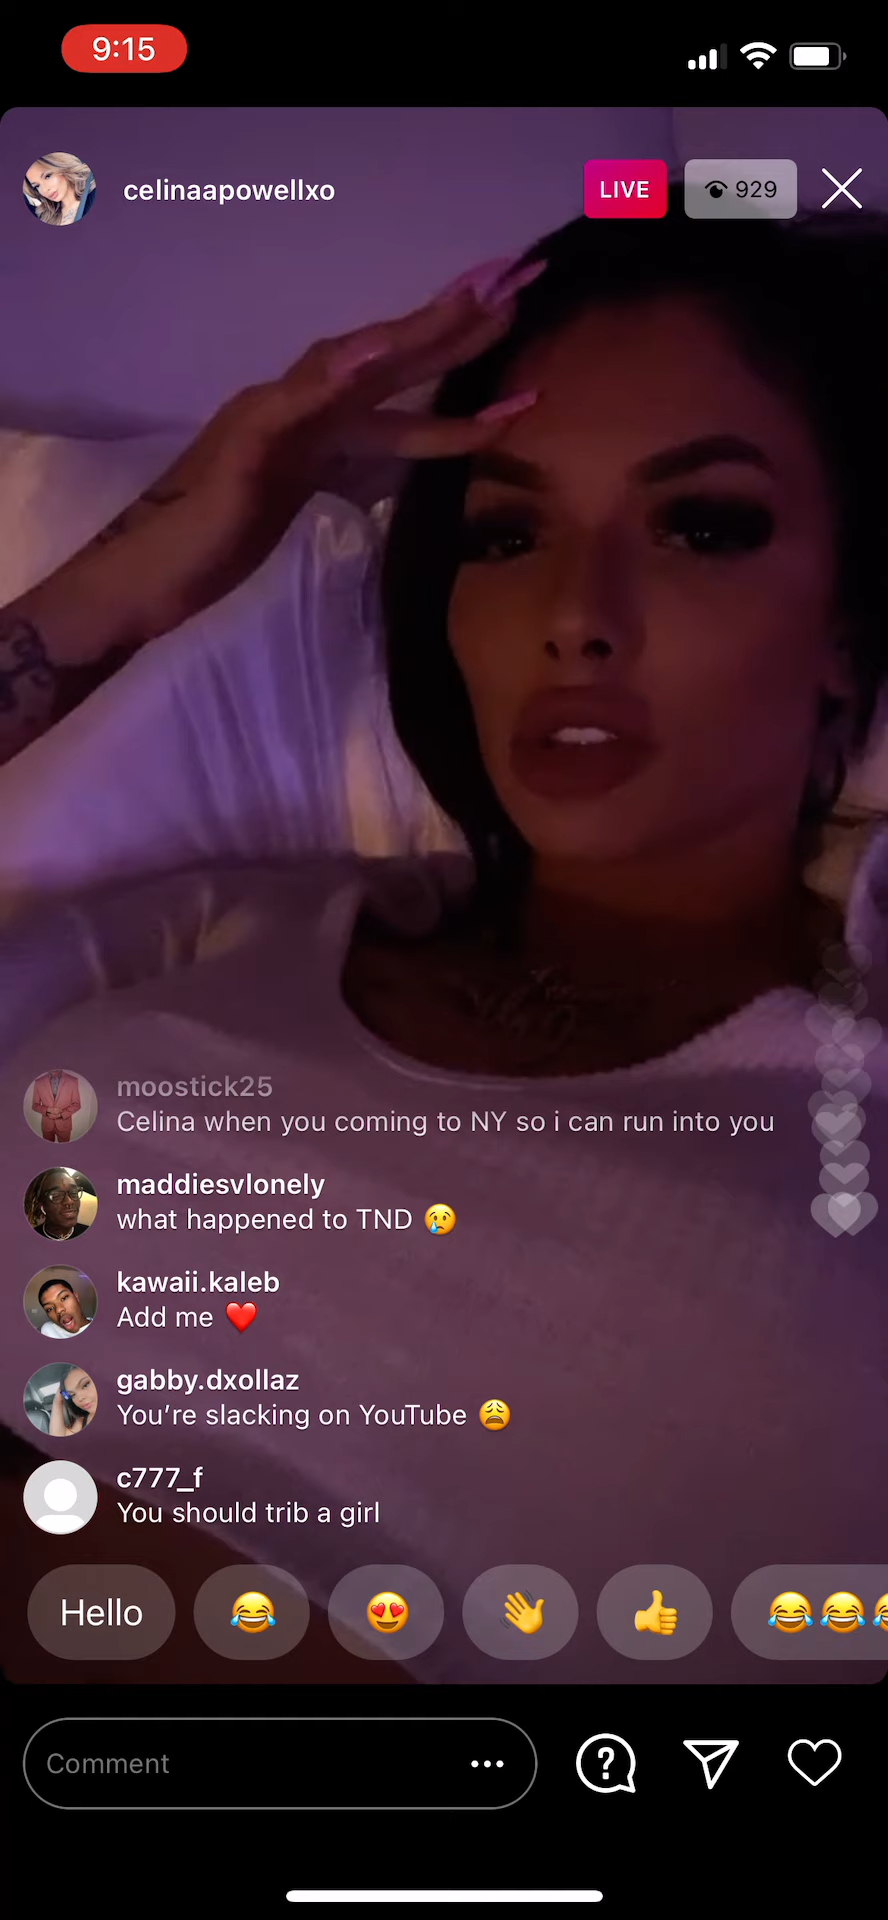 9:15
celinaapowellxo
LIVE 929
moostick25
Celina when you coming to NY so i can run into you
maddiesvlonely
what happened to TND 😢
kawaii.kaleb
Add me ❤️
gabby.dxollaz
You’re slacking on YouTube 😩
c777_f
You should trib a girl
Hello 😂 😍 👋 👍 😂😂
Comment